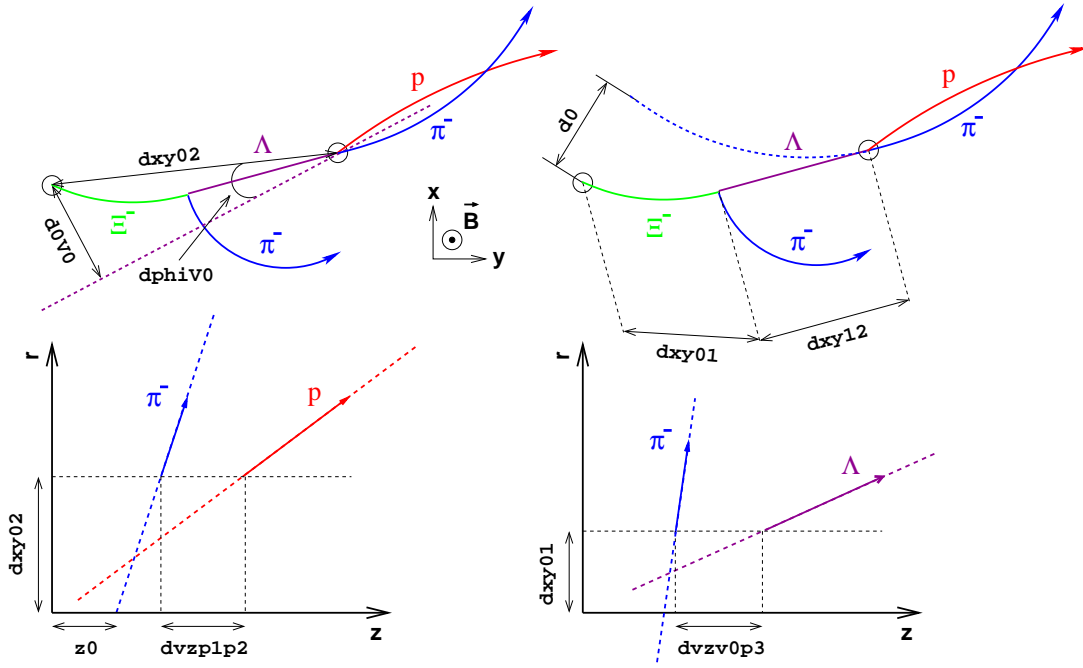 p
π⁻
Λ
dxy02
Ξ⁻
d0V0
π⁻
dphiV0
x
B
y
p
π⁻
Λ
d0
Ξ⁻
π⁻
dxy01
dxy12
r
π⁻
p
dxy02
z0
dvzp1p2
z
r
π⁻
Λ
dxy01
dvzv0p3
z